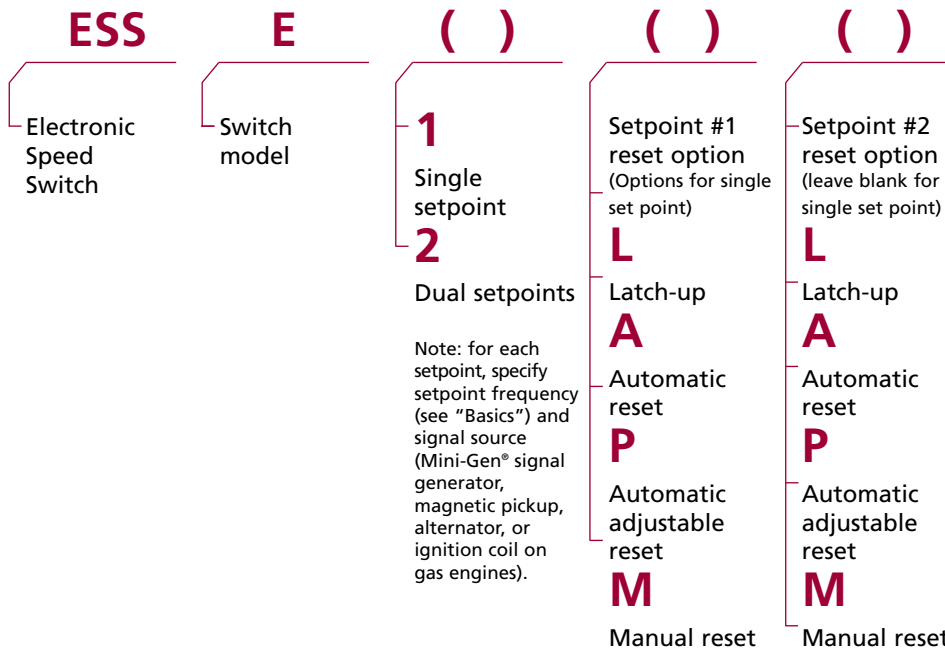 ESS E ( ) ( ) ( )
Electronic
Speed
Switch
Switch
model
1
Single
setpoint
2
Dual setpoints
Note: for each
setpoint, specify
setpoint frequency
(see “Basics”) and
signal source
(Mini-Gen® signal
generator,
magnetic pickup,
alternator, or
ignition coil on
gas engines).
Setpoint #1
reset option
(Options for single
set point)
L
Latch-up
A
Automatic
reset
P
Automatic
adjustable
reset
M
Manual reset
Setpoint #2
reset option
(leave blank for
single set point)
L
Latch-up
A
Automatic
reset
P
Automatic
adjustable
reset
M
Manual reset